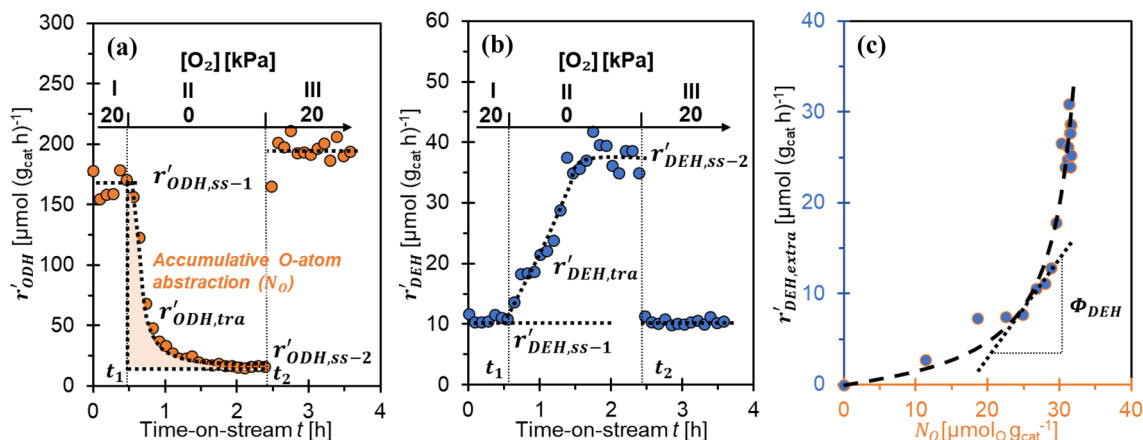 (a)
[O₂] [kPa]
I II III
20 0 20
r′ODH,ss−1
Accumulative O-atom
abstraction (NO)
r′ODH,tra
r′ODH,ss−2
t₁ t₂
r′ODH [µmol (gcat h)⁻¹]
300
250
200
150
100
50
0
0 1 2 3 4
Time-on-stream t [h]
(b)
[O₂] [kPa]
I II III
20 0 20
r′DEH,ss−2
r′DEH,tra
r′DEH,ss−1
t₁ t₂
r′DEH [µmol (gcat h)⁻¹]
60
50
40
30
20
10
0
0 1 2 3 4
Time-on-stream t [h]
(c)
ΦDEH
r′DEH,extra [µmol (gcat h)⁻¹]
40
30
20
10
0
0 10 20 30 40
NO [µmolO gcat⁻¹]